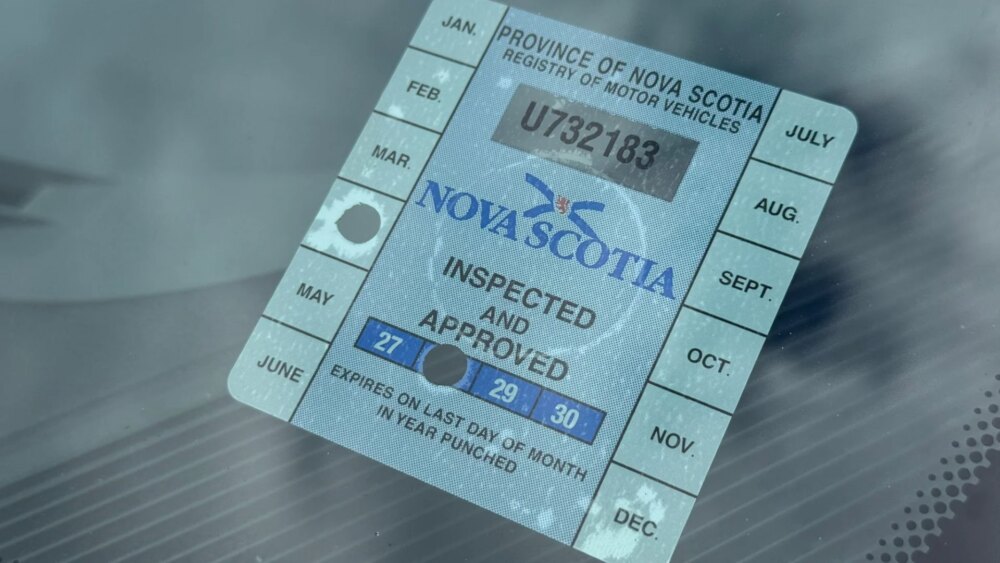 JAN.
FEB.
MAR.
MAY
JUNE
PROVINCE OF NOVA SCOTIA
REGISTRY OF MOTOR VEHICLES
U732183
NOVA SCOTIA
INSPECTED
AND
APPROVED
27 29 30
EXPIRES ON LAST DAY OF MONTH
IN YEAR PUNCHED
JULY
AUG.
SEPT.
OCT.
NOV.
DEC.